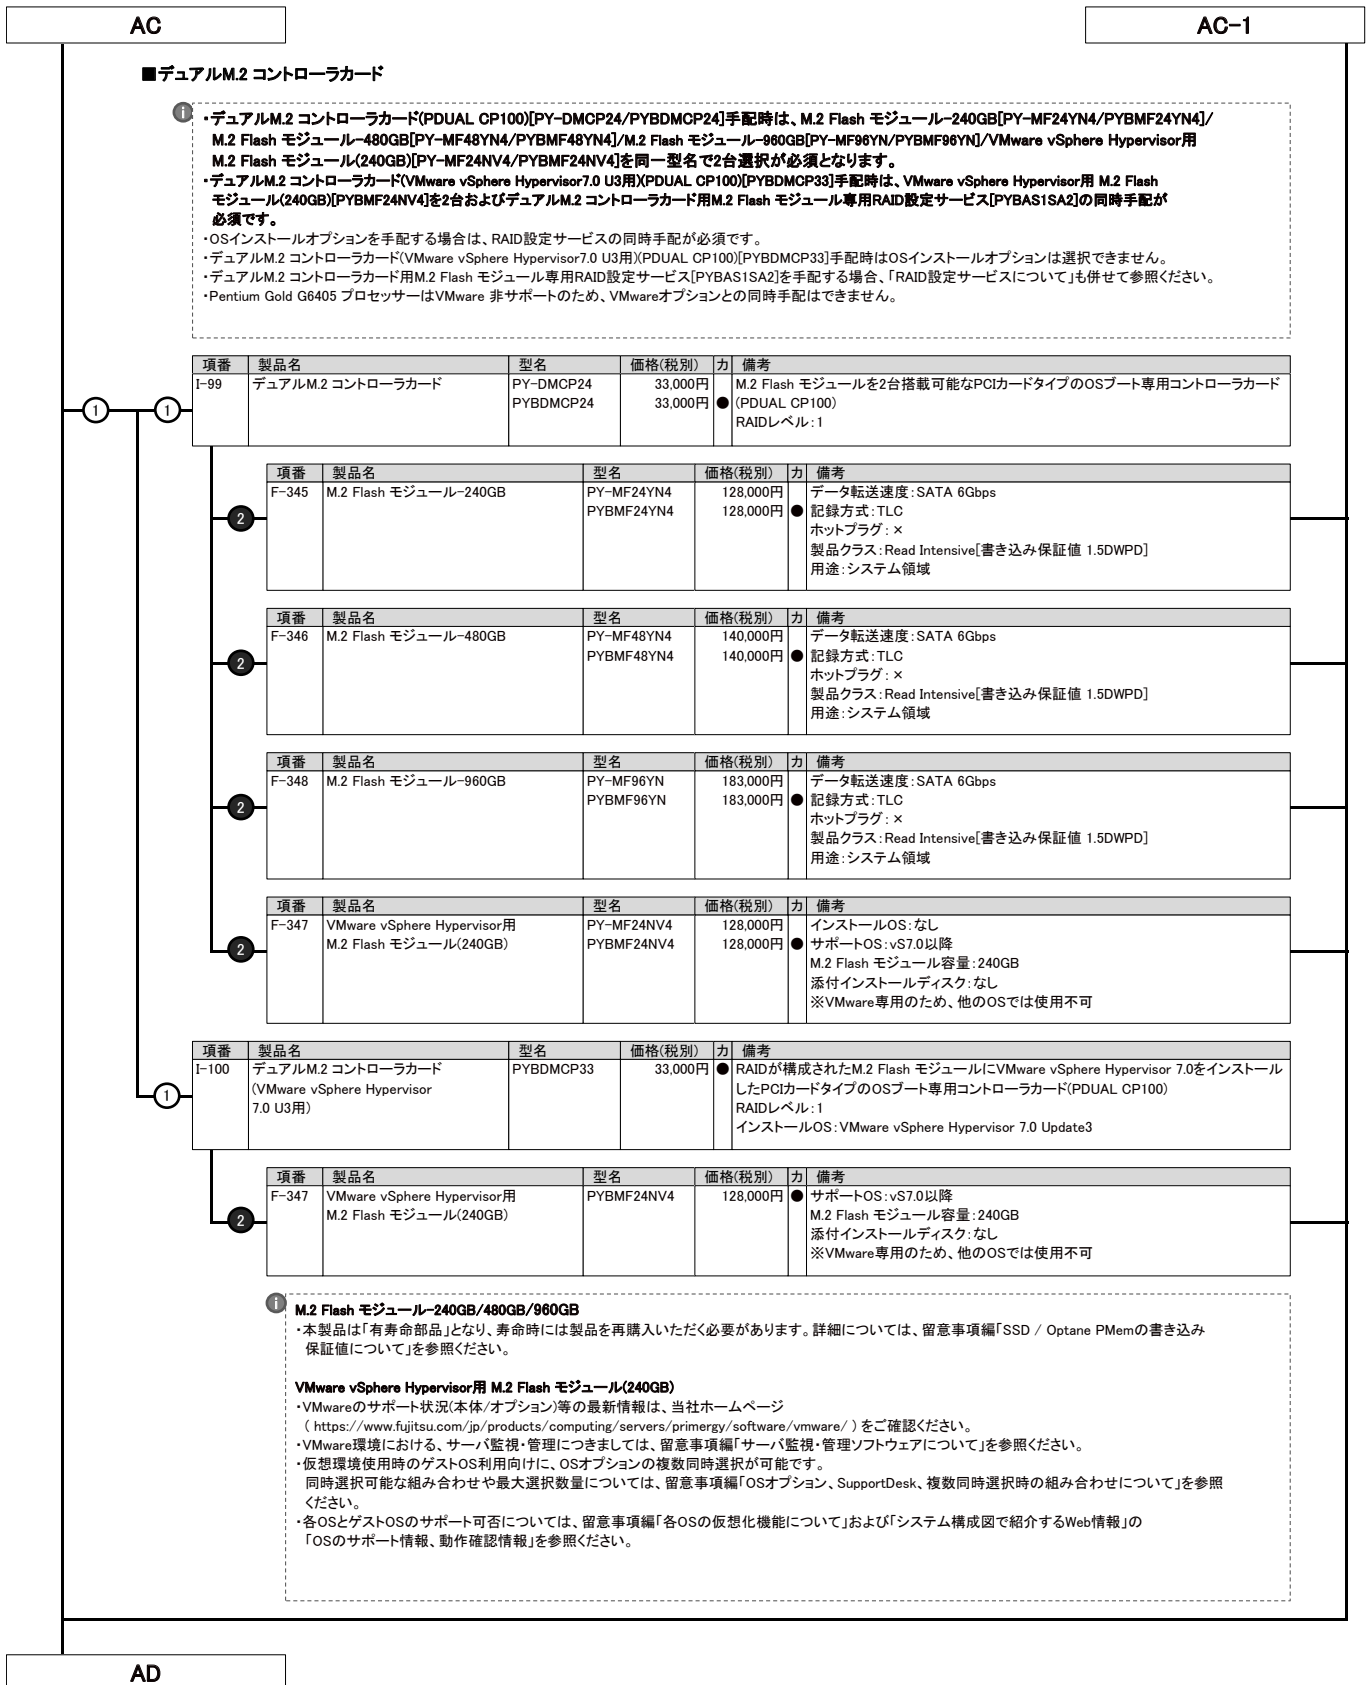 AC
AC-1
■デュアルM.2 コントローラカード
・デュアルM.2 コントローラカード(PDUAL CP100)[PY-DMCP24/PYBDMCP24]手配時は、M.2 Flash モジュール-240GB[PY-MF24YN4/PYBMF24YN4]/
M.2 Flash モジュール-480GB[PY-MF48YN4/PYBMF48YN4]/M.2 Flash モジュール-960GB[PY-MF96YN/PYBMF96YN]/VMware vSphere Hypervisor用
M.2 Flash モジュール(240GB)[PY-MF24NV4/PYBMF24NV4]を同一型名で2台選択が必須となります。
・デュアルM.2 コントローラカード(VMware vSphere Hypervisor7.0 U3用)(PDUAL CP100)[PYBDMCP33]手配時は、VMware vSphere Hypervisor用 M.2 Flash
モジュール(240GB)[PYBMF24NV4]を2台およびデュアルM.2 コントローラカード用M.2 Flash モジュール専用RAID設定サービス[PYBAS1SA2]の同時手配が
必須です。
・OSインストールオプションを手配する場合は、RAID設定サービスの同時手配が必須です。
・デュアルM.2 コントローラカード(VMware vSphere Hypervisor7.0 U3用)(PDUAL CP100)[PYBDMCP33]手配時はOSインストールオプションは選択できません。
・デュアルM.2 コントローラカード用M.2 Flash モジュール専用RAID設定サービス[PYBAS1SA2]を手配する場合、「RAID設定サービスについて」も併せて参照ください。
・Pentium Gold G6405 プロセッサーはVMware 非サポートのため、VMwareオプションとの同時手配はできません。
項番 製品名 型名 価格(税別) カ 備考
I-99 デュアルM.2 コントローラカード PY-DMCP24 33,000円 M.2 Flash モジュールを2台搭載可能なPCIカードタイプのOSブート専用コントローラカード
1 1 PYBDMCP24 33,000円 ● (PDUAL CP100)
RAIDレベル:1
項番 製品名 型名 価格(税別) カ 備考
F-345 M.2 Flash モジュール-240GB PY-MF24YN4 128,000円 データ転送速度:SATA 6Gbps
2 PYBMF24YN4 128,000円 ● 記録方式:TLC
ホットプラグ:×
製品クラス:Read Intensive[書き込み保証値 1.5DWPD]
用途:システム領域
項番 製品名 型名 価格(税別) カ 備考
F-346 M.2 Flash モジュール-480GB PY-MF48YN4 140,000円 データ転送速度:SATA 6Gbps
2 PYBMF48YN4 140,000円 ● 記録方式:TLC
ホットプラグ:×
製品クラス:Read Intensive[書き込み保証値 1.5DWPD]
用途:システム領域
項番 製品名 型名 価格(税別) カ 備考
F-348 M.2 Flash モジュール-960GB PY-MF96YN 183,000円 データ転送速度:SATA 6Gbps
2 PYBMF96YN 183,000円 ● 記録方式:TLC
ホットプラグ:×
製品クラス:Read Intensive[書き込み保証値 1.5DWPD]
用途:システム領域
項番 製品名 型名 価格(税別) カ 備考
F-347 VMware vSphere Hypervisor用 PY-MF24NV4 128,000円 インストールOS:なし
2 M.2 Flash モジュール(240GB) PYBMF24NV4 128,000円 ● サポートOS:vS7.0以降
M.2 Flash モジュール容量:240GB
添付インストールディスク:なし
※VMware専用のため、他のOSでは使用不可
項番 製品名 型名 価格(税別) カ 備考
I-100 デュアルM.2 コントローラカード PYBDMCP33 33,000円 ● RAIDが構成されたM.2 Flash モジュールにVMware vSphere Hypervisor 7.0をインストール
1 (VMware vSphere Hypervisor したPCIカードタイプのOSブート専用コントローラカード(PDUAL CP100)
7.0 U3用) RAIDレベル:1
インストールOS:VMware vSphere Hypervisor 7.0 Update3
項番 製品名 型名 価格(税別) カ 備考
F-347 VMware vSphere Hypervisor用 PYBMF24NV4 128,000円 ● サポートOS:vS7.0以降
2 M.2 Flash モジュール(240GB) M.2 Flash モジュール容量:240GB
添付インストールディスク:なし
※VMware専用のため、他のOSでは使用不可
M.2 Flash モジュール-240GB/480GB/960GB
・本製品は「有寿命部品」となり、寿命時には製品を再購入いただく必要があります。詳細については、留意事項編「SSD / Optane PMemの書き込み
保証値について」を参照ください。
VMware vSphere Hypervisor用 M.2 Flash モジュール(240GB)
・VMwareのサポート状況(本体/オプション)等の最新情報は、当社ホームページ
( https://www.fujitsu.com/jp/products/computing/servers/primergy/software/vmware/ ) をご確認ください。
・VMware環境における、サーバ監視・管理につきましては、留意事項編「サーバ監視・管理ソフトウェアについて」を参照ください。
・仮想環境使用時のゲストOS利用向けに、OSオプションの複数同時選択が可能です。
同時選択可能な組み合わせや最大選択数量については、留意事項編「OSオプション、SupportDesk、複数同時選択時の組み合わせについて」を参照
ください。
・各OSとゲストOSのサポート可否については、留意事項編「各OSの仮想化機能について」および「システム構成図で紹介するWeb情報」の
「OSのサポート情報、動作確認情報」を参照ください。
AD